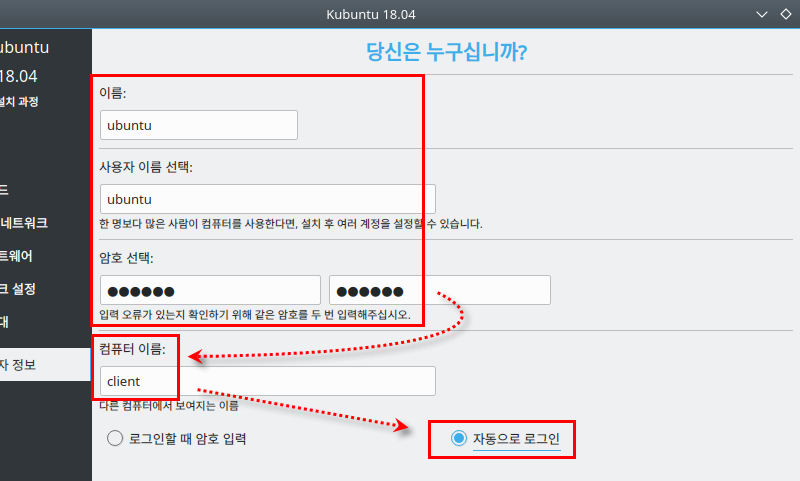 Kubuntu 18.04
ubuntu
18.04
설치 과정
드
네트워크
트웨어
크 설정
대
자 정보
당신은 누구십니까?
이름:
ubuntu
사용자 이름 선택:
ubuntu
한 명보다 많은 사람이 컴퓨터를 사용한다면, 설치 후 여러 계정을 설정할 수 있습니다.
암호 선택:
●●●●●● ●●●●●●
입력 오류가 있는지 확인하기 위해 같은 암호를 두 번 입력해주십시오.
컴퓨터 이름:
client
다른 컴퓨터에서 보여지는 이름
로그인할 때 암호 입력 자동으로 로그인